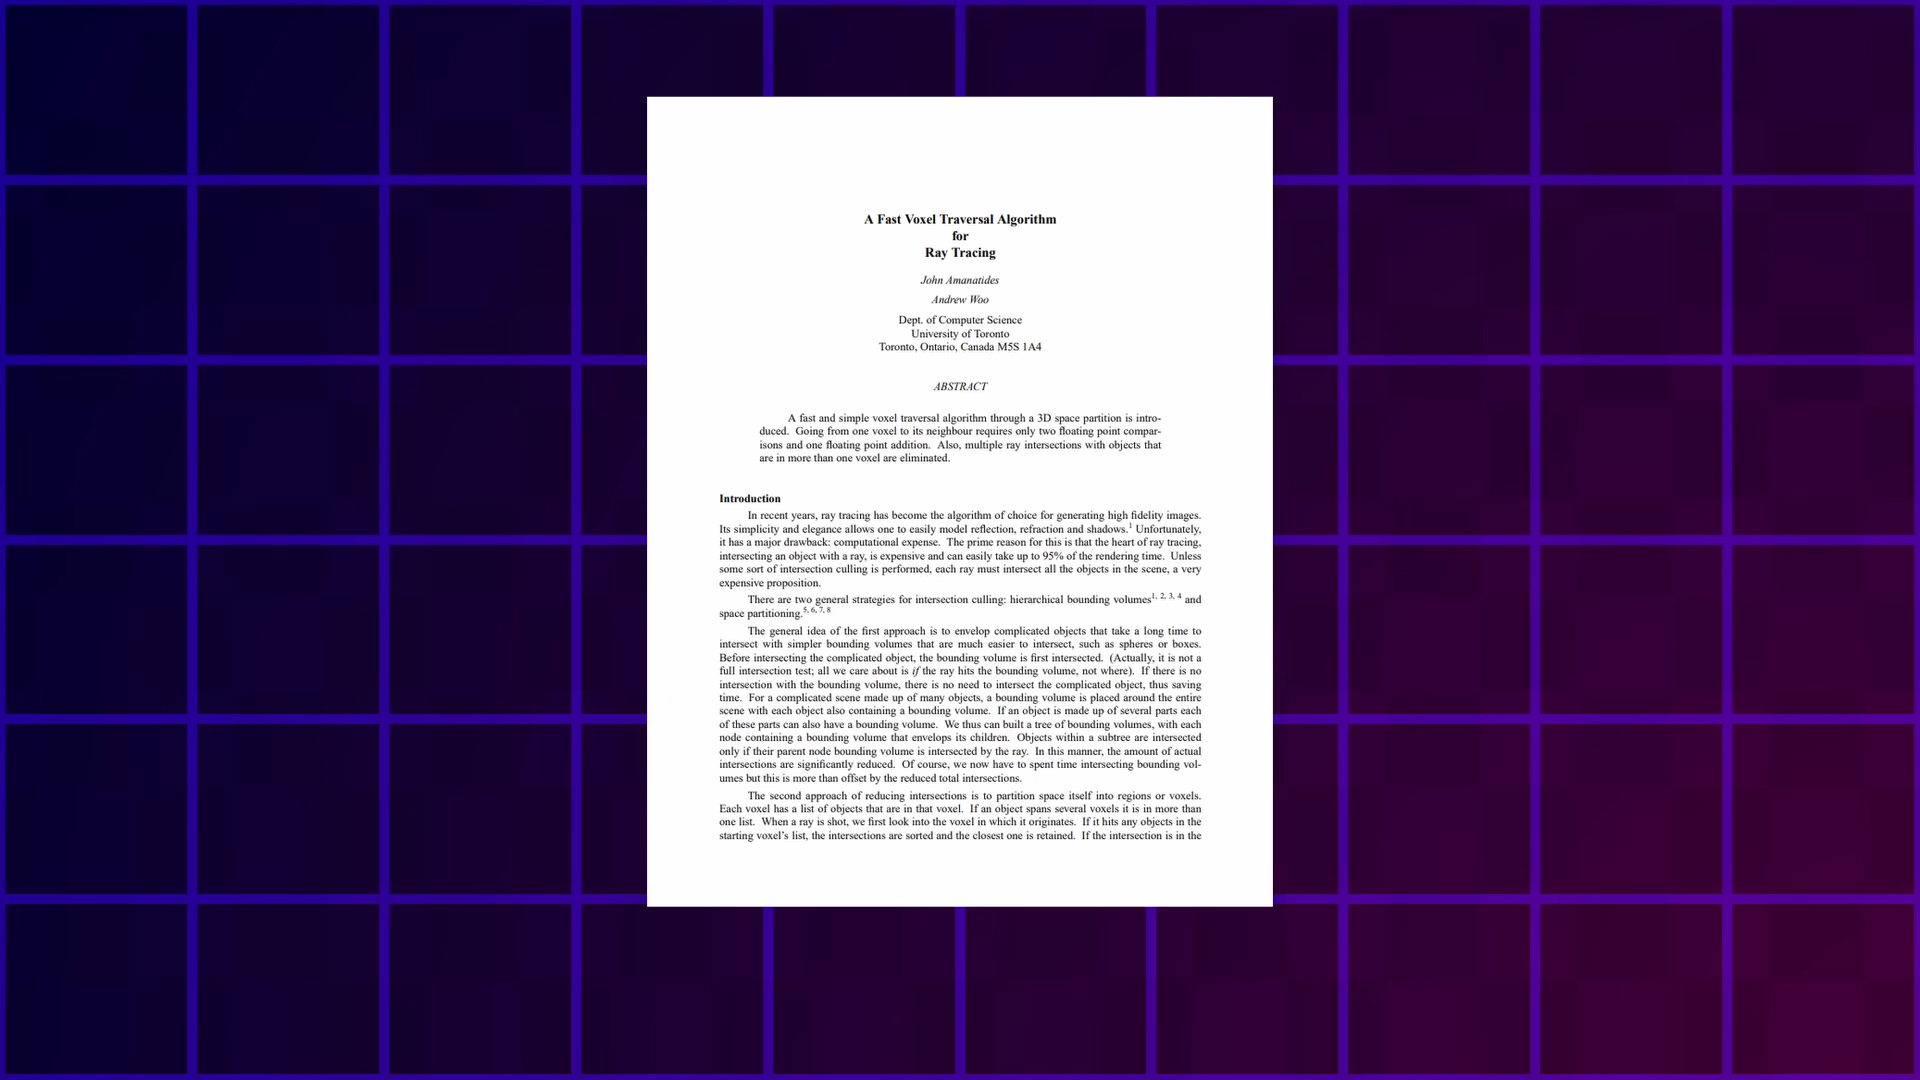 A Fast Voxel Traversal Algorithm
for
Ray Tracing
John Amanatides
Andrew Woo
Dept. of Computer Science
University of Toronto
Toronto, Ontario, Canada M5S 1A4
ABSTRACT
A fast and simple voxel traversal algorithm through a 3D space partition is intro-
duced. Going from one voxel to its neighbour requires only two floating point compar-
isons and one floating point addition. Also, multiple ray intersections with objects that
are in more than one voxel are eliminated.
Introduction
In recent years, ray tracing has become the algorithm of choice for generating high fidelity images.
Its simplicity and elegance allows one to easily model reflection, refraction and shadows.1 Unfortunately,
it has a major drawback: computational expense. The prime reason for this is that the heart of ray tracing,
intersecting an object with a ray, is expensive and can easily take up to 95% of the rendering time. Unless
some sort of intersection culling is performed, each ray must intersect all the objects in the scene, a very
expensive proposition.
There are two general strategies for intersection culling: hierarchical bounding volumes1, 2, 3, 4 and
space partitioning.5, 6, 7, 8
The general idea of the first approach is to envelop complicated objects that take a long time to
intersect with simpler bounding volumes that are much easier to intersect, such as spheres or boxes.
Before intersecting the complicated object, the bounding volume is first intersected. (Actually, it is not a
full intersection test; all we care about is if the ray hits the bounding volume, not where). If there is no
intersection with the bounding volume, there is no need to intersect the complicated object, thus saving
time. For a complicated scene made up of many objects, a bounding volume is placed around the entire
scene with each object also containing a bounding volume. If an object is made up of several parts each
of these parts can also have a bounding volume. We thus can built a tree of bounding volumes, with each
node containing a bounding volume that envelops its children. Objects within a subtree are intersected
only if their parent node bounding volume is intersected by the ray. In this manner, the amount of actual
intersections are significantly reduced. Of course, we now have to spent time intersecting bounding vol-
umes but this is more than offset by the reduced total intersections.
The second approach of reducing intersections is to partition space itself into regions or voxels.
Each voxel has a list of objects that are in that voxel. If an object spans several voxels it is in more than
one list. When a ray is shot, we first look into the voxel in which it originates. If it hits any objects in the
starting voxel's list, the intersections are sorted and the closest one is retained. If the intersection is in the